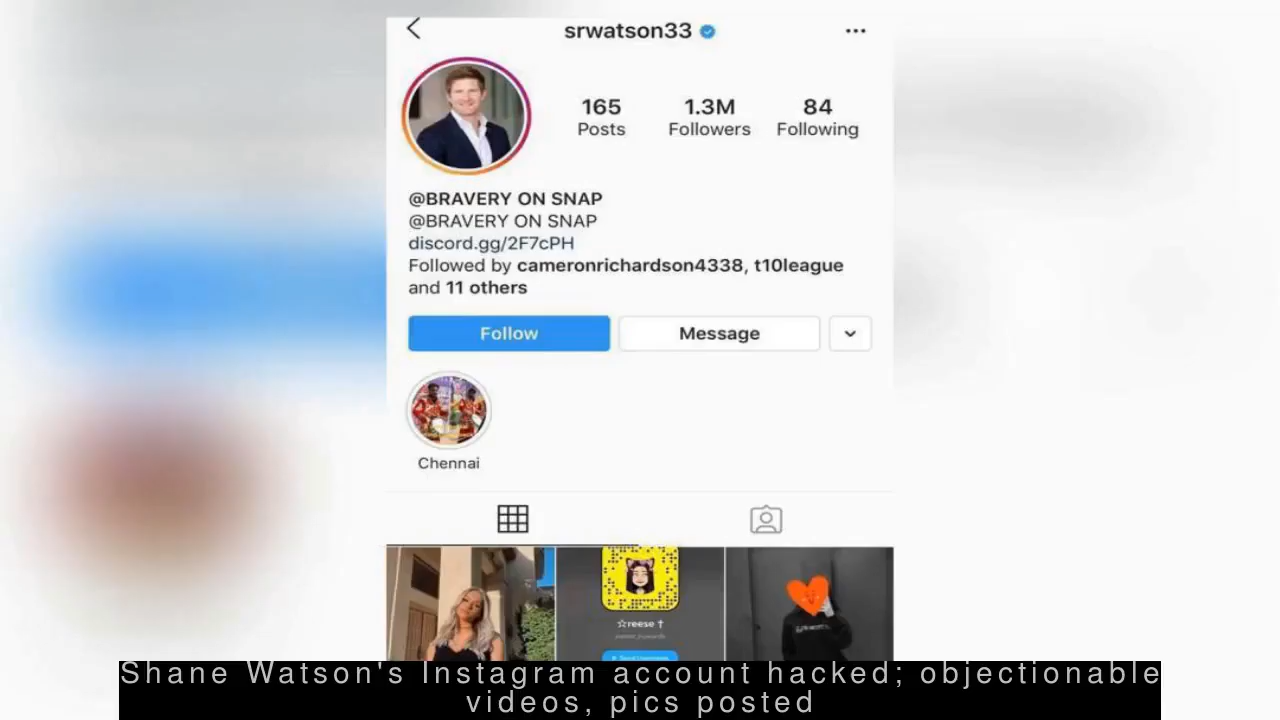 srwatson33
165 1.3M 84
Posts Followers Following
@BRAVERY ON SNAP
@BRAVERY ON SNAP
discord.gg/2F7cPH
Followed by cameronrichardson4338, t10league
and 11 others
Follow Message
Chennai
☆reese †
Shane Watson's Instagram account hacked; objectionable
videos, pics posted